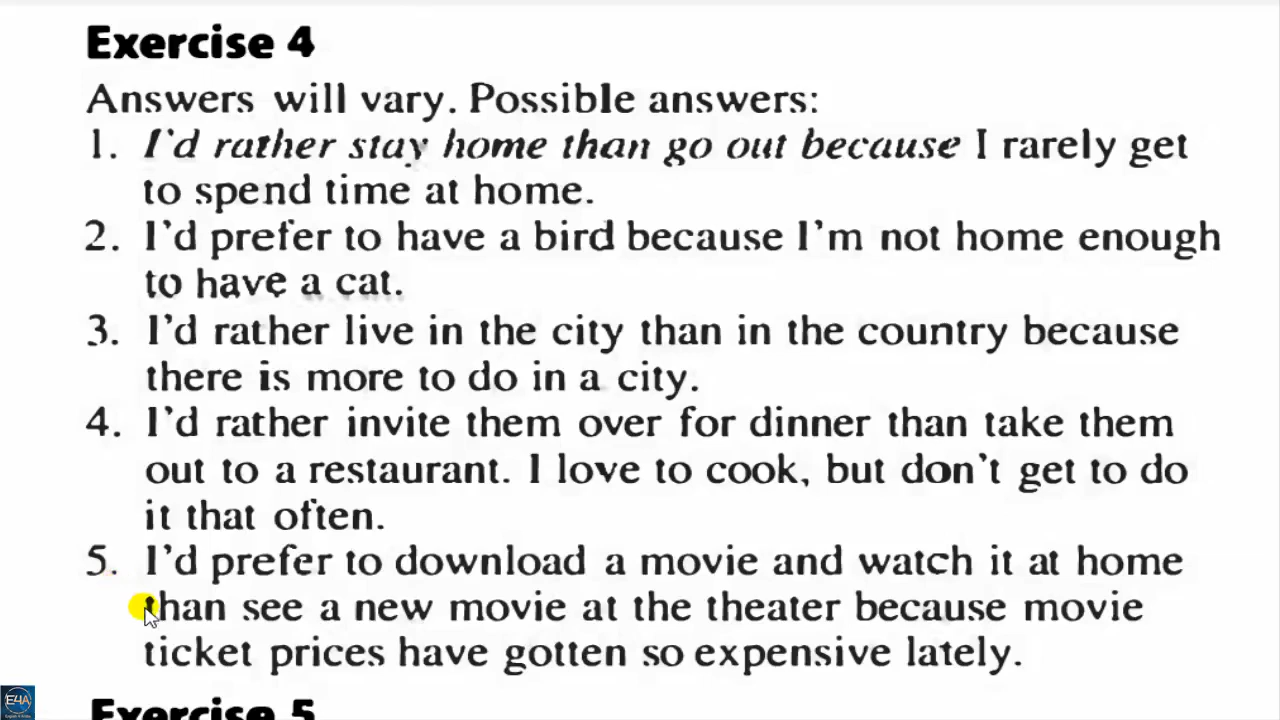 Exercise 4
Answers will vary. Possible answers:
1. I'd rather stay home than go out because I rarely get
to spend time at home.
2. I'd prefer to have a bird because I'm not home enough
to have a cat.
3. I'd rather live in the city than in the country because
there is more to do in a city.
4. I'd rather invite them over for dinner than take them
out to a restaurant. I love to cook, but don't get to do
it that often.
5. I'd prefer to download a movie and watch it at home
than see a new movie at the theater because movie
ticket prices have gotten so expensive lately.
Exercise 5
E4A